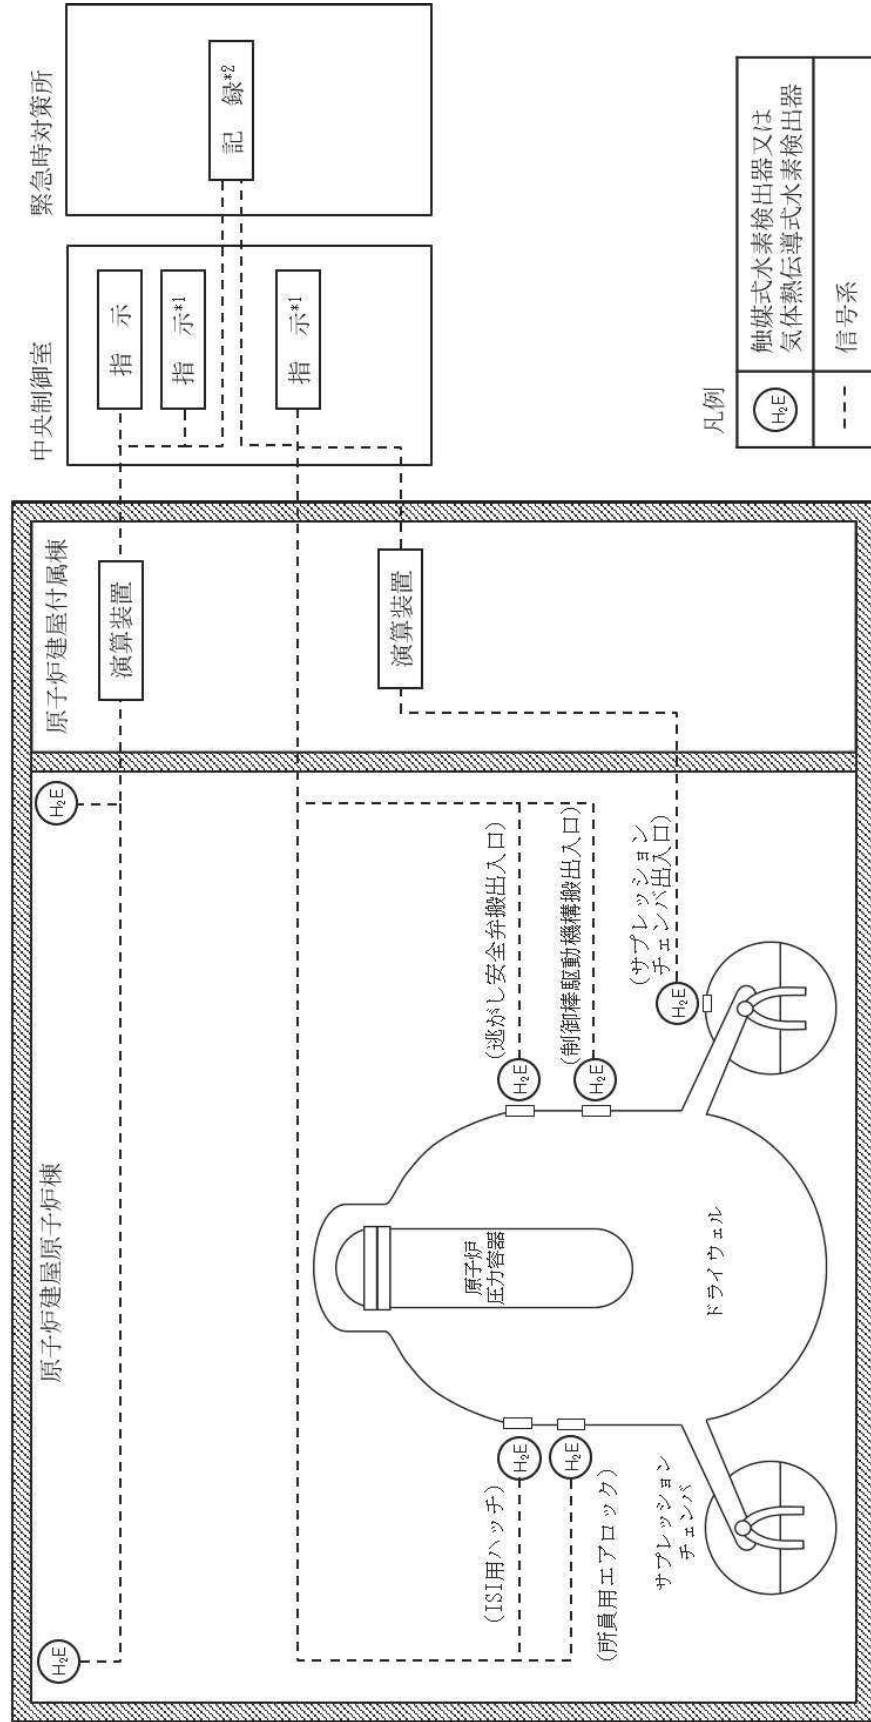 原子炉建屋原子炉棟
原子炉建屋付属棟
中央制御室
緊急時対策所
H₂E
H₂E
演算装置
指　示
指　示*1
記　録*2
指　示*1
演算装置
原子炉
圧力容器
ドライウェル
H₂E
(ISI用ハッチ)
H₂E
(所員用エアロック)
H₂E
(逃がし安全弁搬出入口)
H₂E
(制御棒駆動機構搬出入口)
H₂E
(サプレッション
チェンバ出入口)
サプレッション
チェンバ
凡例
H₂E
触媒式水素検出器又は
気体熱伝導式水素検出器
信号系